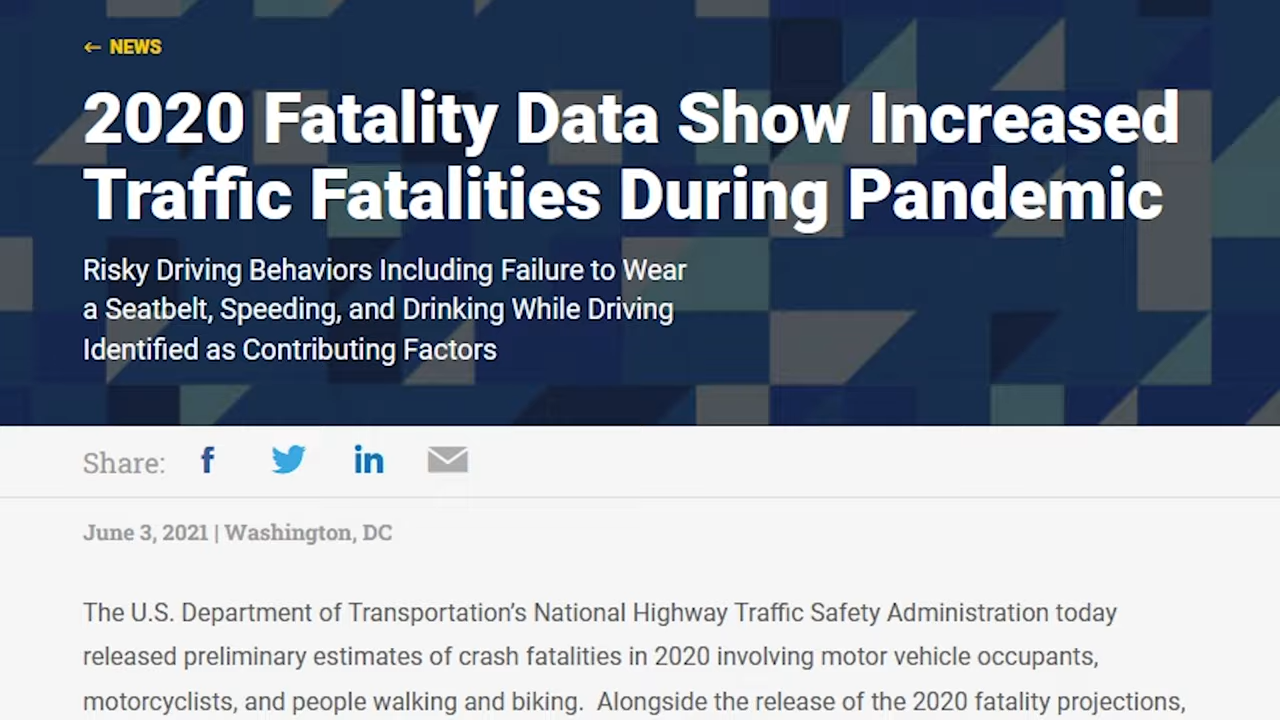 ← NEWS
2020 Fatality Data Show Increased
Traffic Fatalities During Pandemic
Risky Driving Behaviors Including Failure to Wear
a Seatbelt, Speeding, and Drinking While Driving
Identified as Contributing Factors
Share: f in
June 3, 2021 | Washington, DC
The U.S. Department of Transportation’s National Highway Traffic Safety Administration today
released preliminary estimates of crash fatalities in 2020 involving motor vehicle occupants,
motorcyclists, and people walking and biking.  Alongside the release of the 2020 fatality projections,